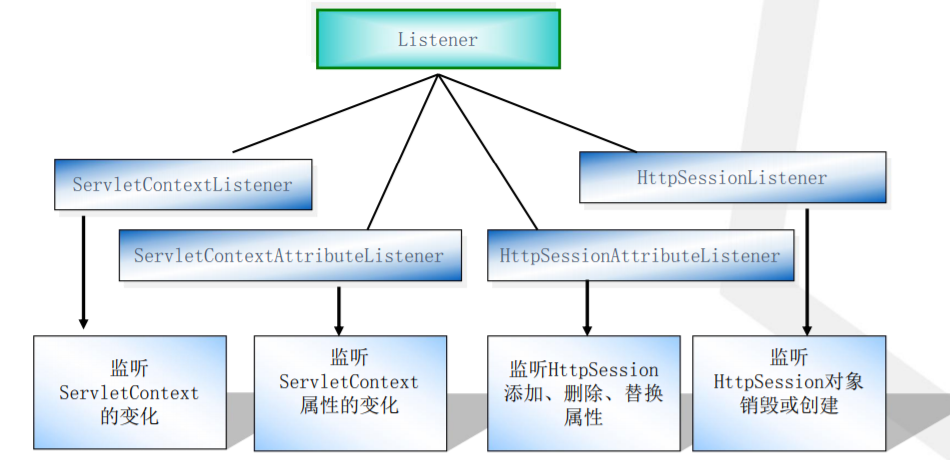 Listener
ServletContextListener
HttpSessionListener
ServletContextAttributeListener
HttpSessionAttributeListener
监听
ServletContext
的变化
监听
ServletContext
属性的变化
监听HttpSession
添加、删除、替换
属性
监听
HttpSession对象
销毁或创建